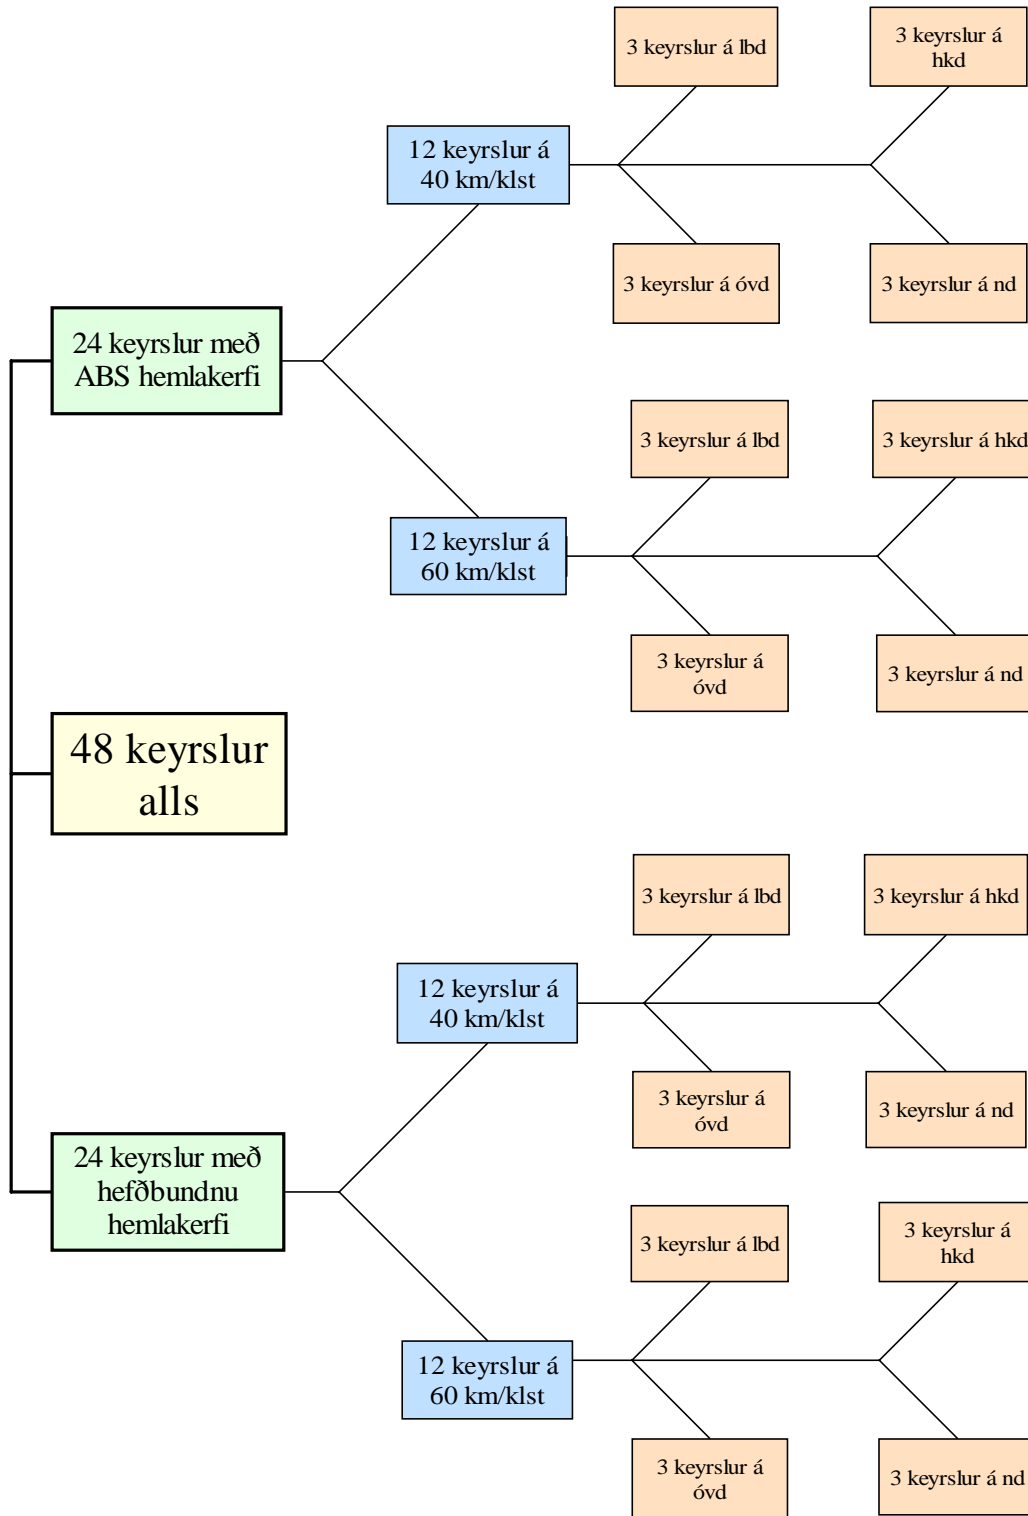 3 keyrslur á lbd
3 keyrslur á
hkd
12 keyrslur á
40 km/klst
3 keyrslur á óvd
3 keyrslur á nd
24 keyrslur með
ABS hemlakerfi
3 keyrslur á lbd
3 keyrslur á hkd
12 keyrslur á
60 km/klst
3 keyrslur á
óvd
3 keyrslur á nd
48 keyrslur
alls
3 keyrslur á lbd
3 keyrslur á hkd
12 keyrslur á
40 km/klst
3 keyrslur á
óvd
3 keyrslur á nd
24 keyrslur með
hefðbundnu
hemlakerfi
3 keyrslur á lbd
3 keyrslur á
hkd
12 keyrslur á
60 km/klst
3 keyrslur á
óvd
3 keyrslur á nd